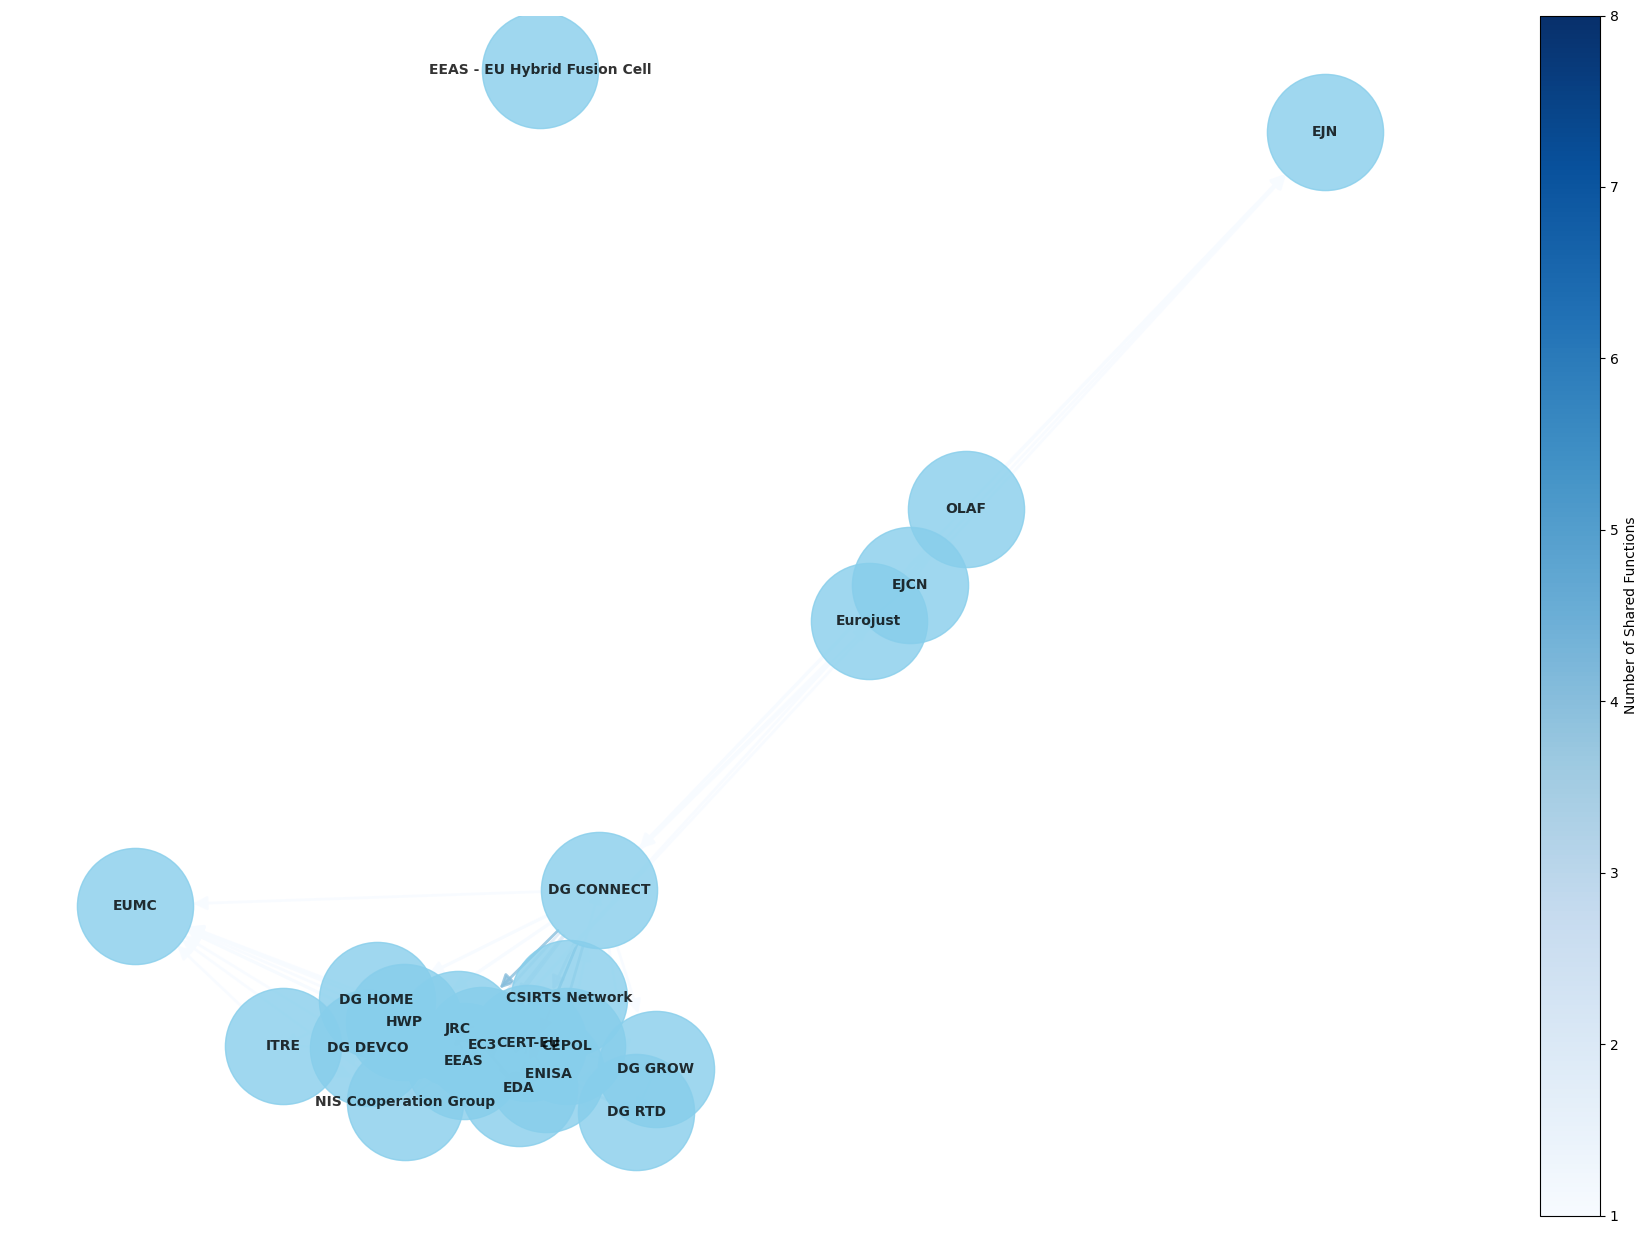 EEAS - EU Hybrid Fusion Cell
EJN
OLAF
EJCN
Eurojust
DG CONNECT
EUMC
DG HOME
CSIRTS Network
HWP
JRC
ITRE
DG DEVCO
EC3
CERT-EU
CEPOL
EEAS
ENISA
DG GROW
EDA
NIS Cooperation Group
DG RTD
8
7
6
5
4
3
2
1
Number of Shared Functions